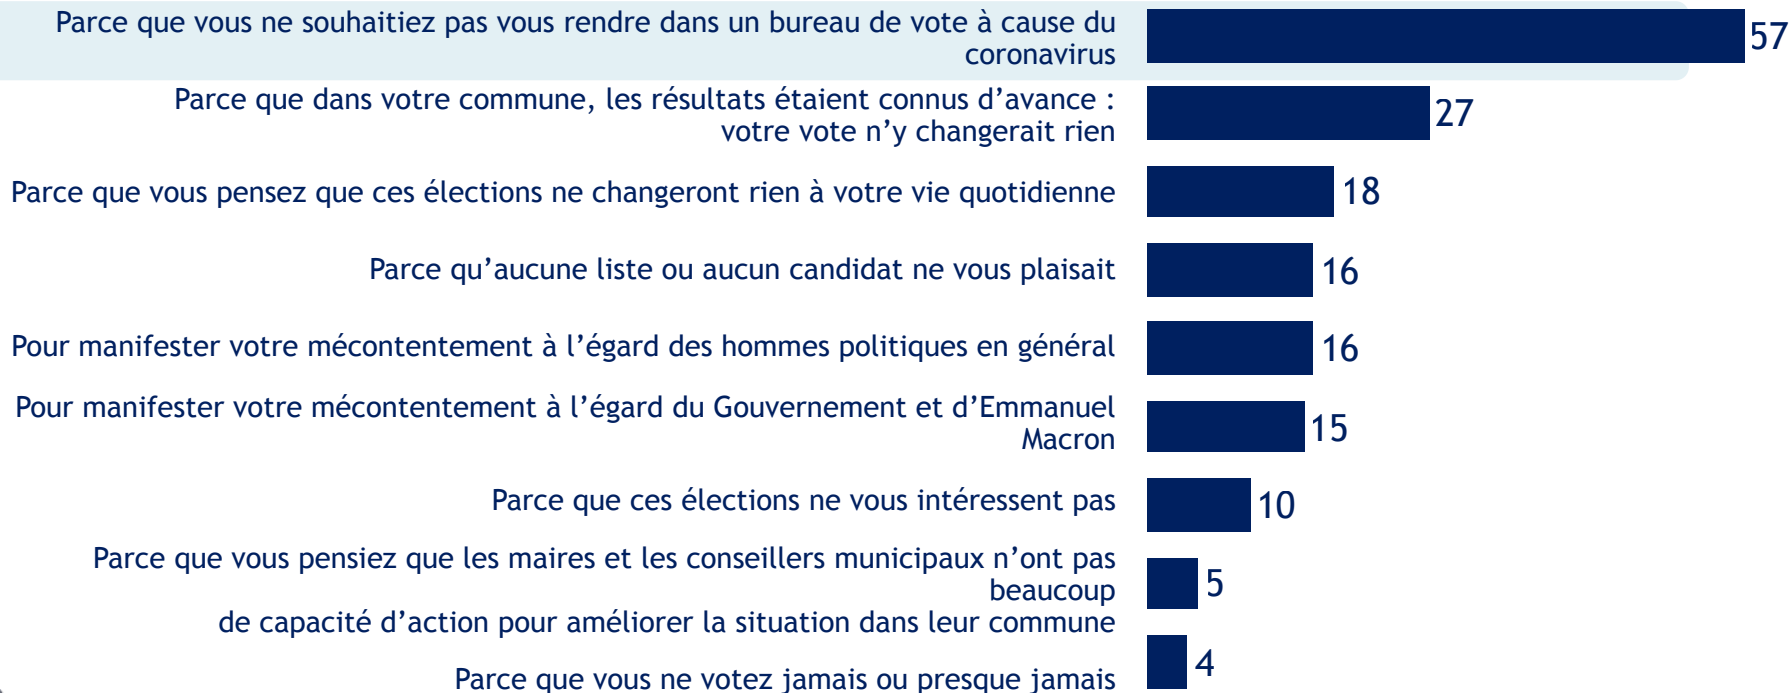 Parce que vous ne souhaitiez pas vous rendre dans un bureau de vote à cause du
coronavirus
57
Parce que dans votre commune, les résultats étaient connus d’avance :
votre vote n’y changerait rien
27
Parce que vous pensez que ces élections ne changeront rien à votre vie quotidienne
18
Parce qu’aucune liste ou aucun candidat ne vous plaisait
16
Pour manifester votre mécontentement à l’égard des hommes politiques en général
16
Pour manifester votre mécontentement à l’égard du Gouvernement et d’Emmanuel
Macron
15
Parce que ces élections ne vous intéressent pas
10
Parce que vous pensiez que les maires et les conseillers municipaux n’ont pas
beaucoup
de capacité d’action pour améliorer la situation dans leur commune
5
Parce que vous ne votez jamais ou presque jamais
4